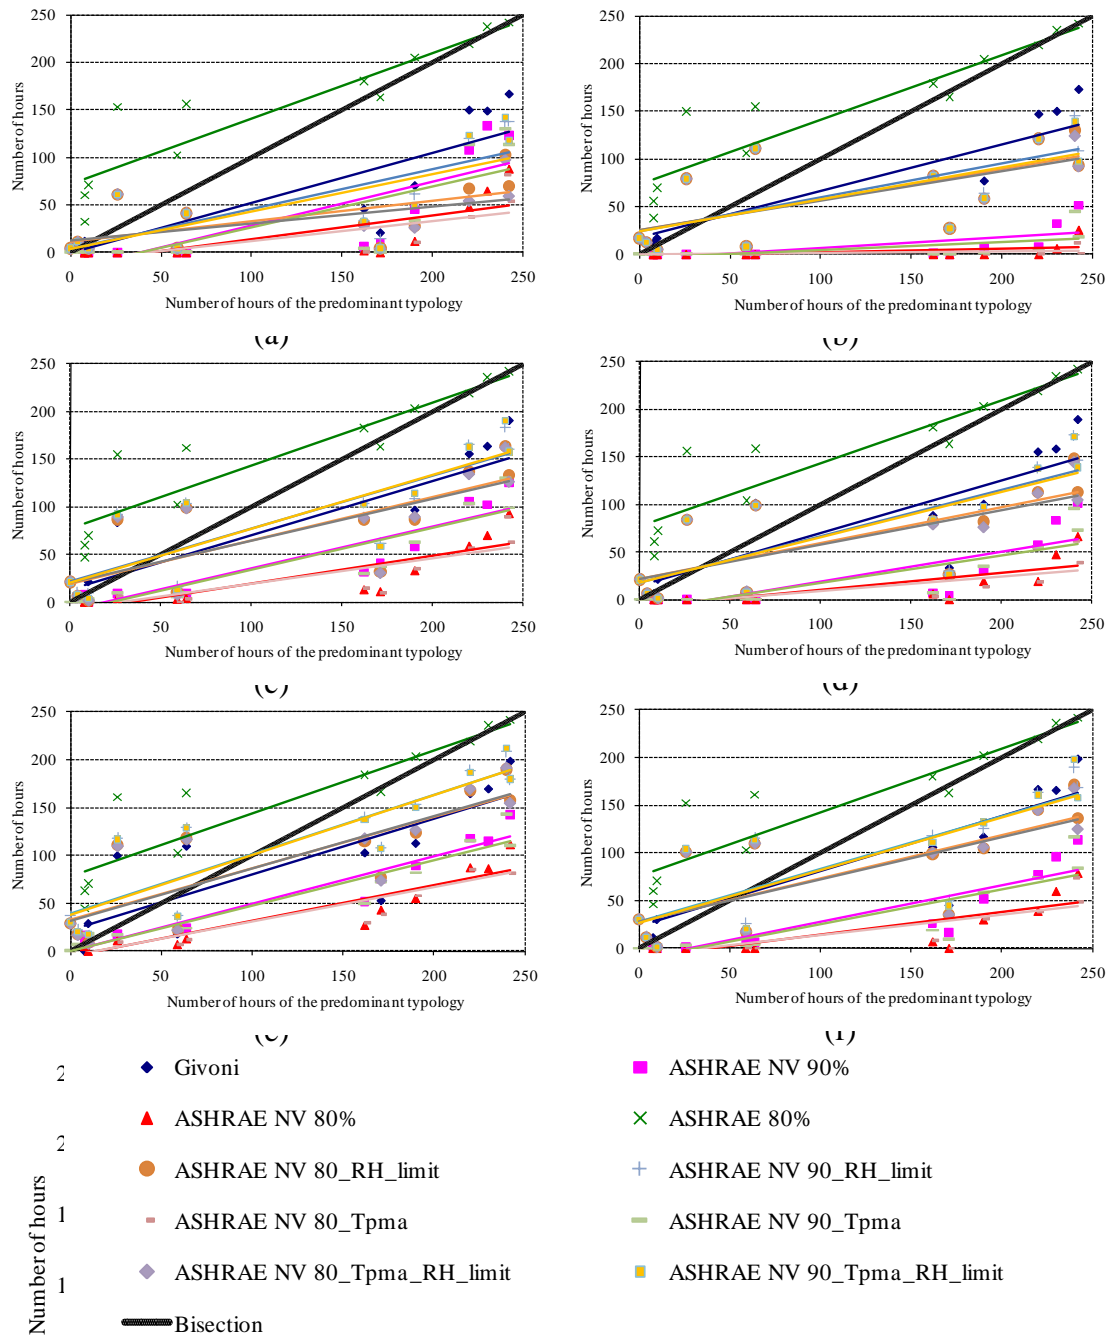 250
200
150
100
50
0
0 50 100 150 200 250
Number of hours
Number of hours of the predominant typology
(a)
250
200
150
100
50
0
0 50 100 150 200 250
Number of hours
Number of hours of the predominant typology
(b)
250
200
150
100
50
0
0 50 100 150 200 250
Number of hours
Number of hours of the predominant typology
250
200
150
100
50
0
0 50 100 150 200 250
Number of hours
Number of hours of the predominant typology
(d)
250
200
150
100
50
0
0 50 100 150 200 250
Number of hours
Number of hours of the predominant typology
250
200
150
100
50
0
0 50 100 150 200 250
Number of hours
Number of hours of the predominant typology
Number of hours
2
2
1
1
Givoni
ASHRAE NV 90%
ASHRAE NV 80%
ASHRAE 80%
ASHRAE NV 80_RH_limit
ASHRAE NV 90_RH_limit
ASHRAE NV 80_Tpma
ASHRAE NV 90_Tpma
ASHRAE NV 80_Tpma_RH_limit
ASHRAE NV 90_Tpma_RH_limit
Bisection